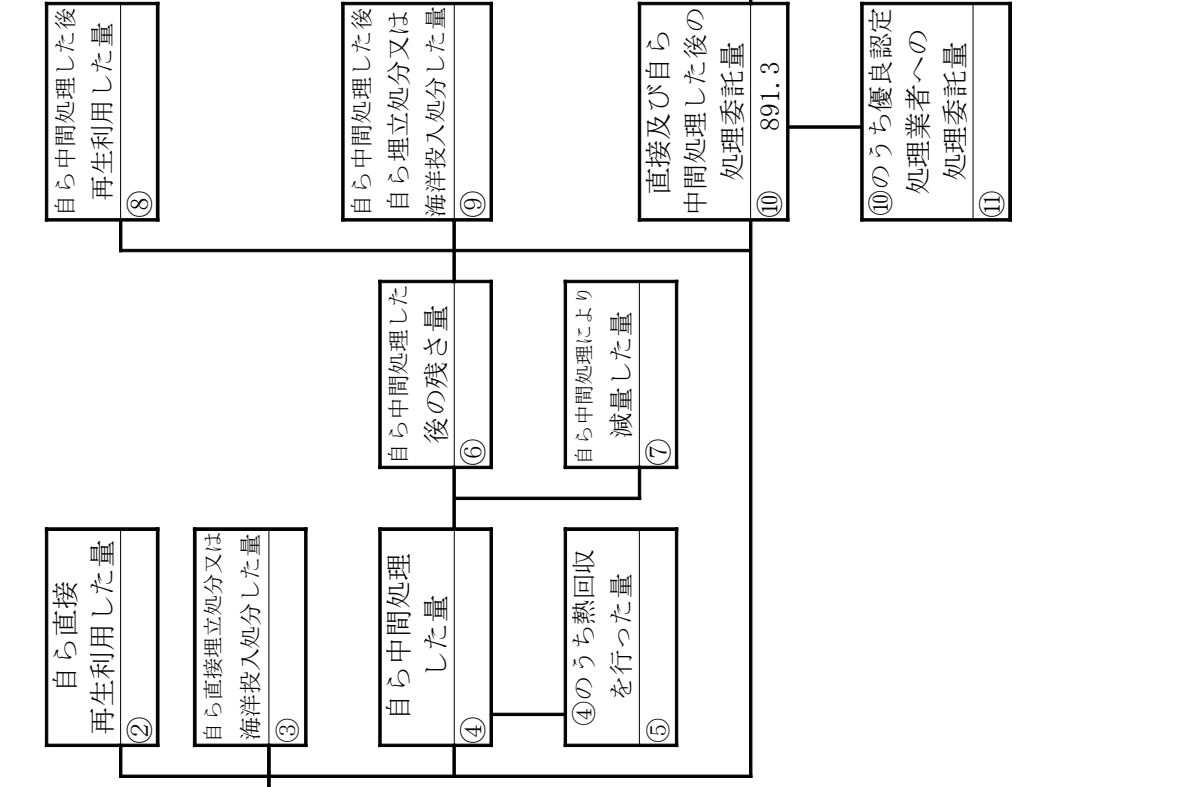 自ら直接
再生利用した量
②
自ら直接埋立処分又は
海洋投入処分した量
③
自ら中間処理
した量
④
④のうち熱回収
を行った量
⑤
自ら中間処理した
後の残さ量
⑥
自ら中間処理により
減量した量
⑦
自ら中間処理した後
再生利用した量
⑧
自ら中間処理した後
自ら埋立処分又は
海洋投入処分した量
⑨
直接及び自ら
中間処理した後の
処理委託量
⑩ 891.3
⑩のうち優良認定
処理業者への
処理委託量
⑪